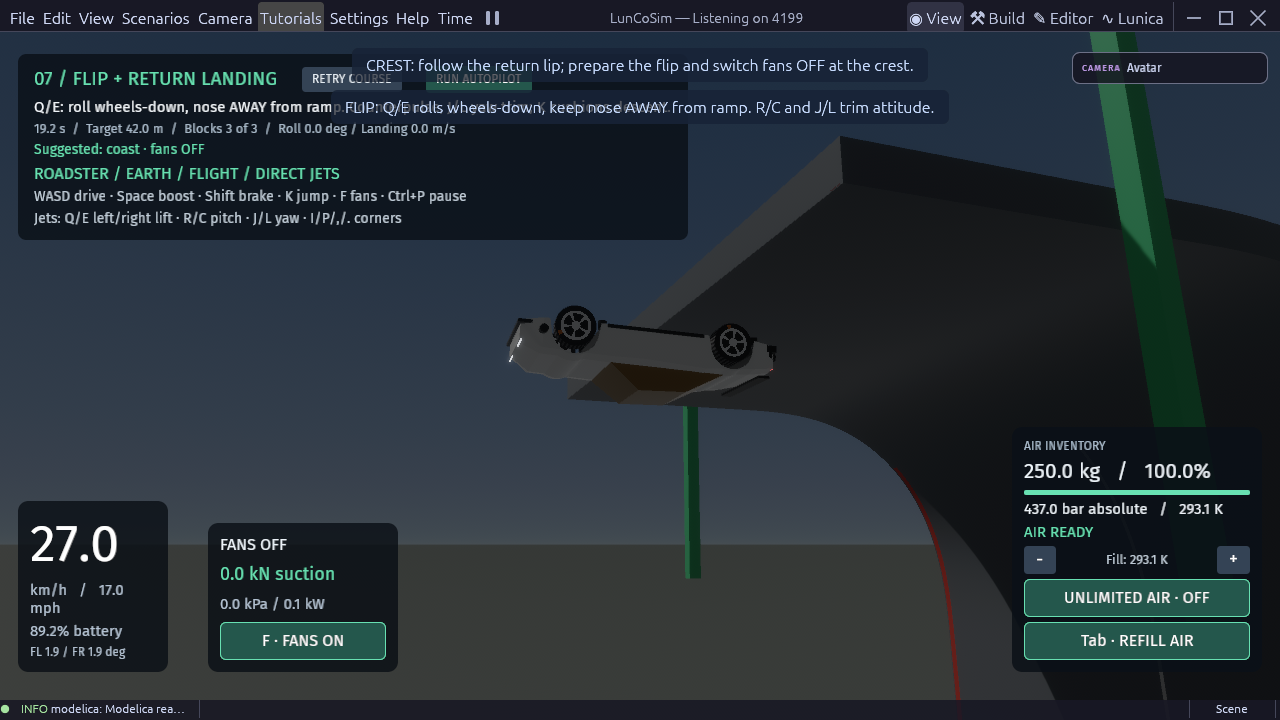 File Edit View Scenarios Camera Tutorials Settings Help Time
LunCoSim — Listening on 4199
View Build Editor Lunica
CREST: follow the return lip; prepare the flip and switch fans OFF at the crest.
FLIP: Q/E rolls wheels-down, keep nose AWAY from ramp. R/C and J/L trim attitude.
07 / FLIP + RETURN LANDING
RETRY COURSE
RUN AUTOPILOT
Q/E: roll wheels-down, nose AWAY from ramp
19.2 s / Target 42.0 m / Blocks 3 of 3 / Roll 0.0 deg / Landing 0.0 m/s
Suggested: coast · fans OFF
ROADSTER / EARTH / FLIGHT / DIRECT JETS
WASD drive · Space boost · Shift brake · K jump · F fans · Ctrl+P pause
Jets: Q/E left/right lift · R/C pitch · J/L yaw · I/P/,/. corners
CAMERA Avatar
27.0
km/h / 17.0
mph
89.2% battery
FL 1.9 / FR 1.9 deg
FANS OFF
0.0 kN suction
0.0 kPa / 0.1 kW
F · FANS ON
AIR INVENTORY
250.0 kg / 100.0%
437.0 bar absolute / 293.1 K
AIR READY
- Fill: 293.1 K +
UNLIMITED AIR · OFF
Tab · REFILL AIR
INFO modelica: Modelica rea…
Scene